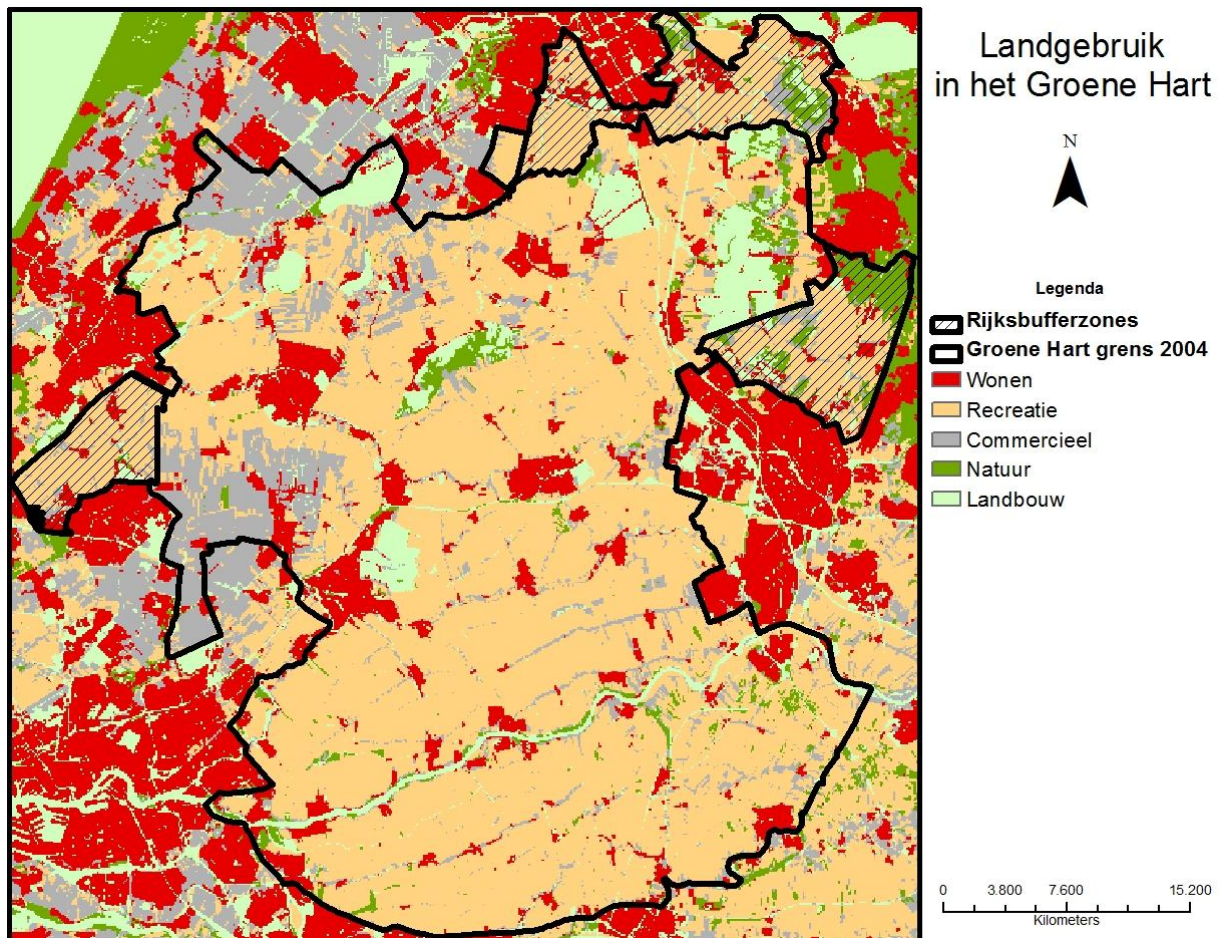 Landgebruik
in het Groene Hart
N
Legenda
Rijksbufferzones
Groene Hart grens 2004
Wonen
Recreatie
Commercieel
Natuur
Landbouw
0 3.800 7.600 15.200
Kilometers